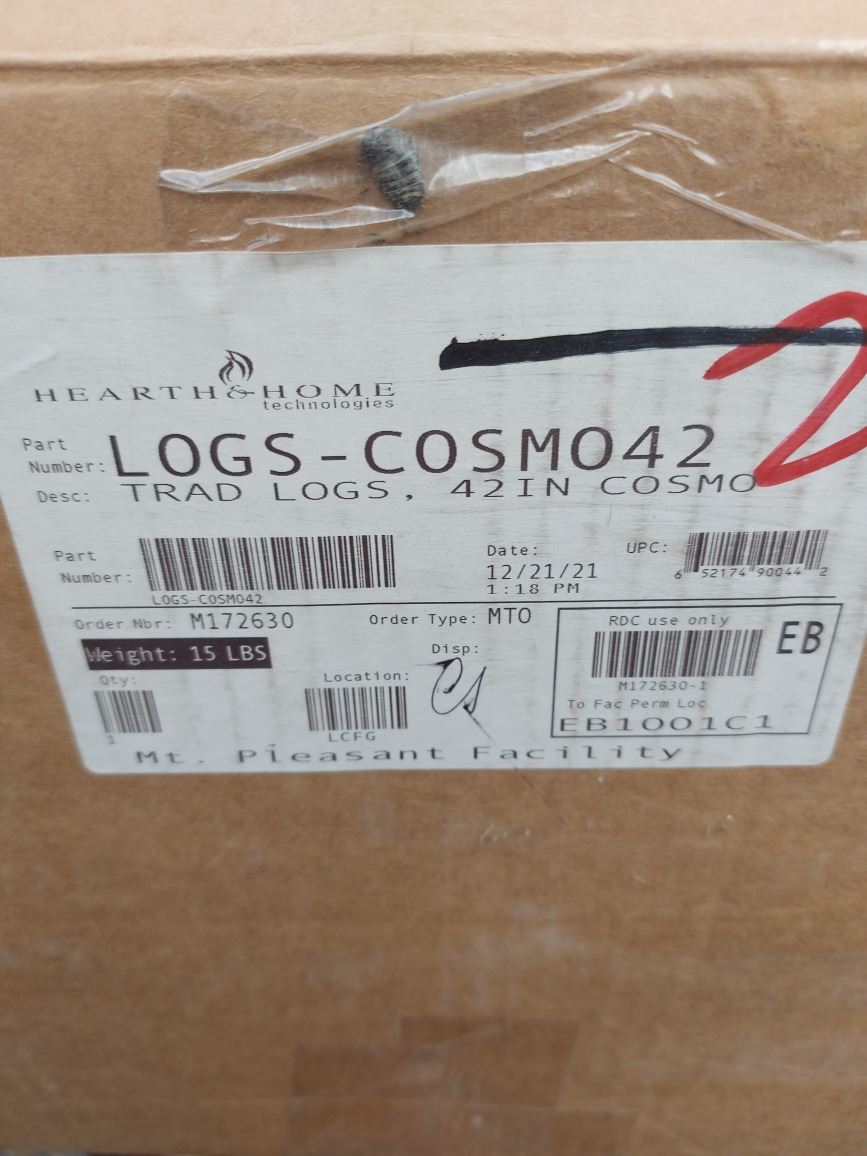 HEARTH & HOME
technologies
Part Number: LOGS-COSMO42
Desc: TRAD LOGS, 42IN COSMO
Part Number:
LOGS-COSMO42
Date:
12/21/21
1:18 PM
UPC:
6 52174 90044 2
Order Nbr: M172630
Order Type: MTO
Weight: 15 LBS
Disp:
Qty:
1
Location:
LCFG
RDC use only
EB
M172630-1
To Fac Perm Loc
EB1001C1
Mt. Pleasant Facility
2